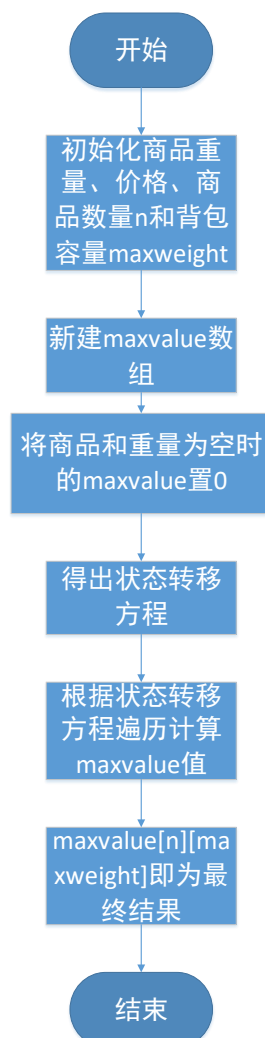 开始
初始化商品重
量、价格、商
品数量n和背包
容量maxweight
新建maxvalue数
组
将商品和重量为空时
的maxvalue置0
得出状态转移
方程
根据状态转移
方程遍历计算
maxvalue值
maxvalue[n][ma
xweight]即为最
终结果
结束